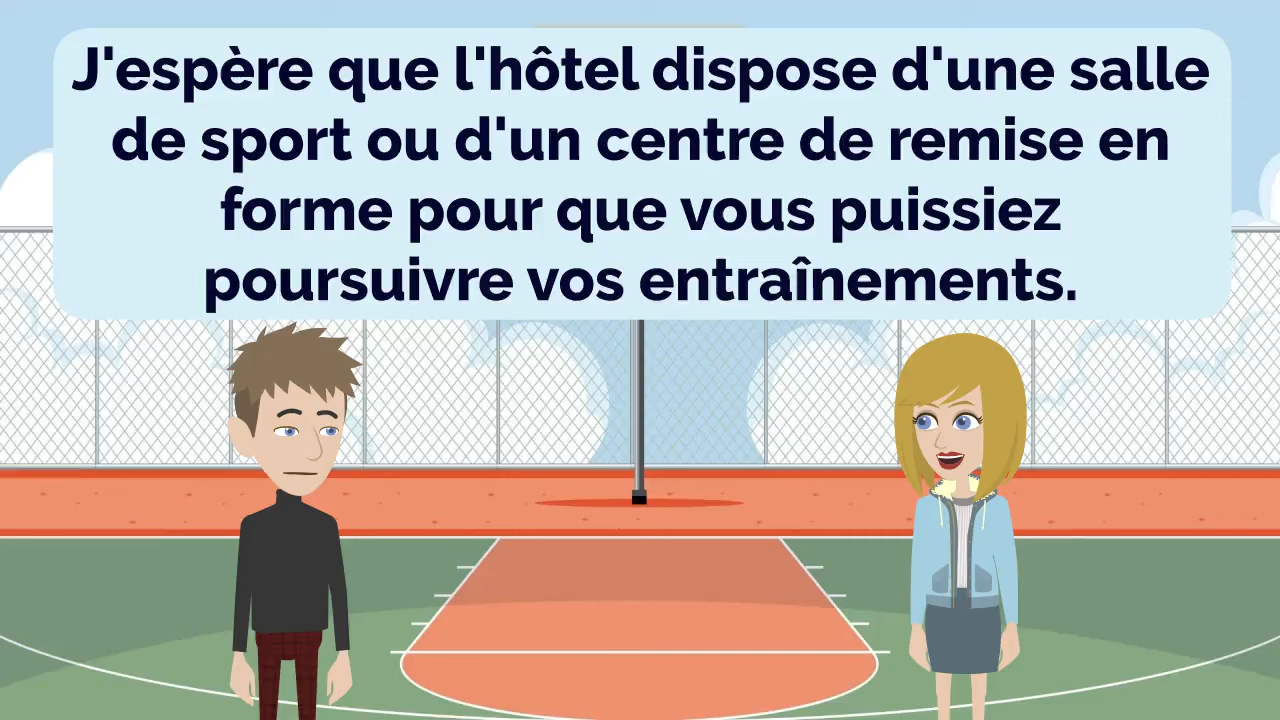 J'espère que l'hôtel dispose d'une salle
de sport ou d'un centre de remise en
forme pour que vous puissiez
poursuivre vos entraînements.